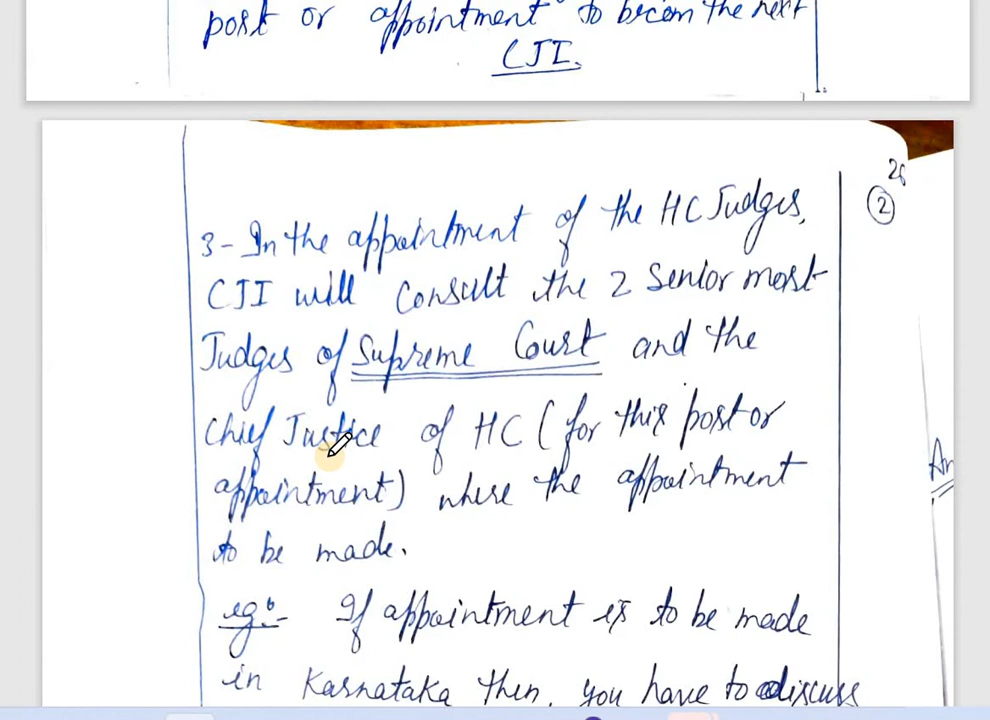 post or appointment to becom the next
CJI.
26
2
3- In the appointment of the HC Judges,
CJI will consult the 2 senior most
Judges of Supreme Court and the
Chief Justice of HC (for this post or
appointment) where the appointment
to be made.
eg:- If appointment is to be made
in Karnataka then, you have to discuss